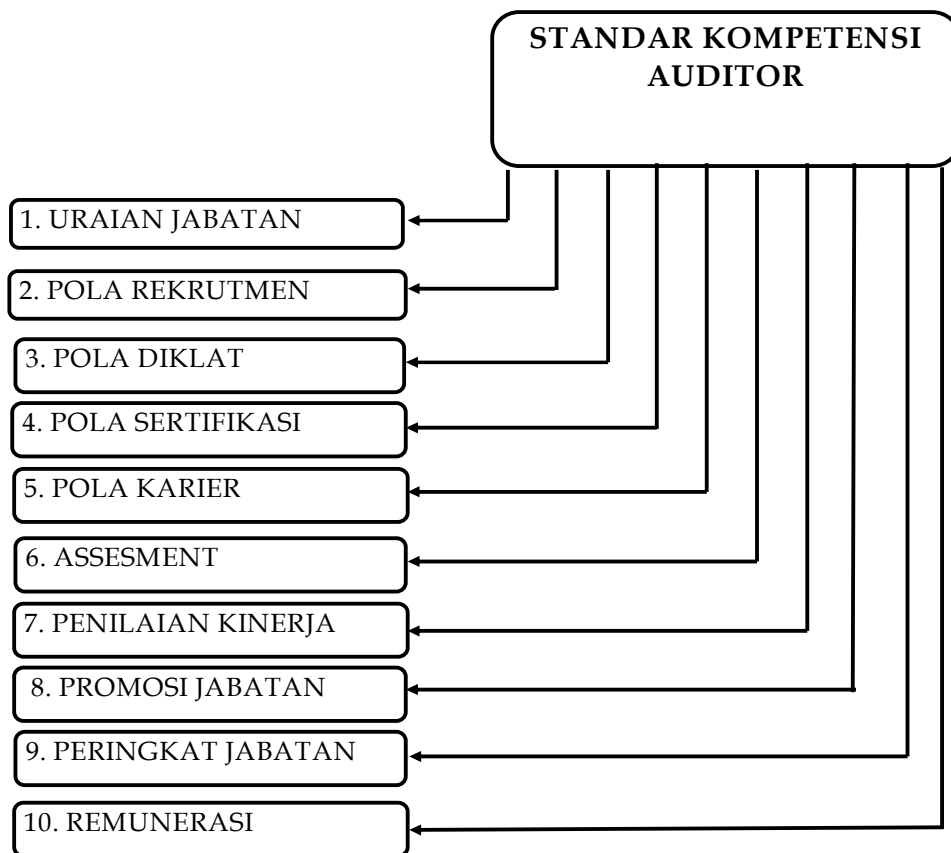 STANDAR KOMPETENSI
AUDITOR
1. URAIAN JABATAN
2. POLA REKRUTMEN
3. POLA DIKLAT
4. POLA SERTIFIKASI
5. POLA KARIER
6. ASSESMENT
7. PENILAIAN KINERJA
8. PROMOSI JABATAN
9. PERINGKAT JABATAN
10. REMUNERASI